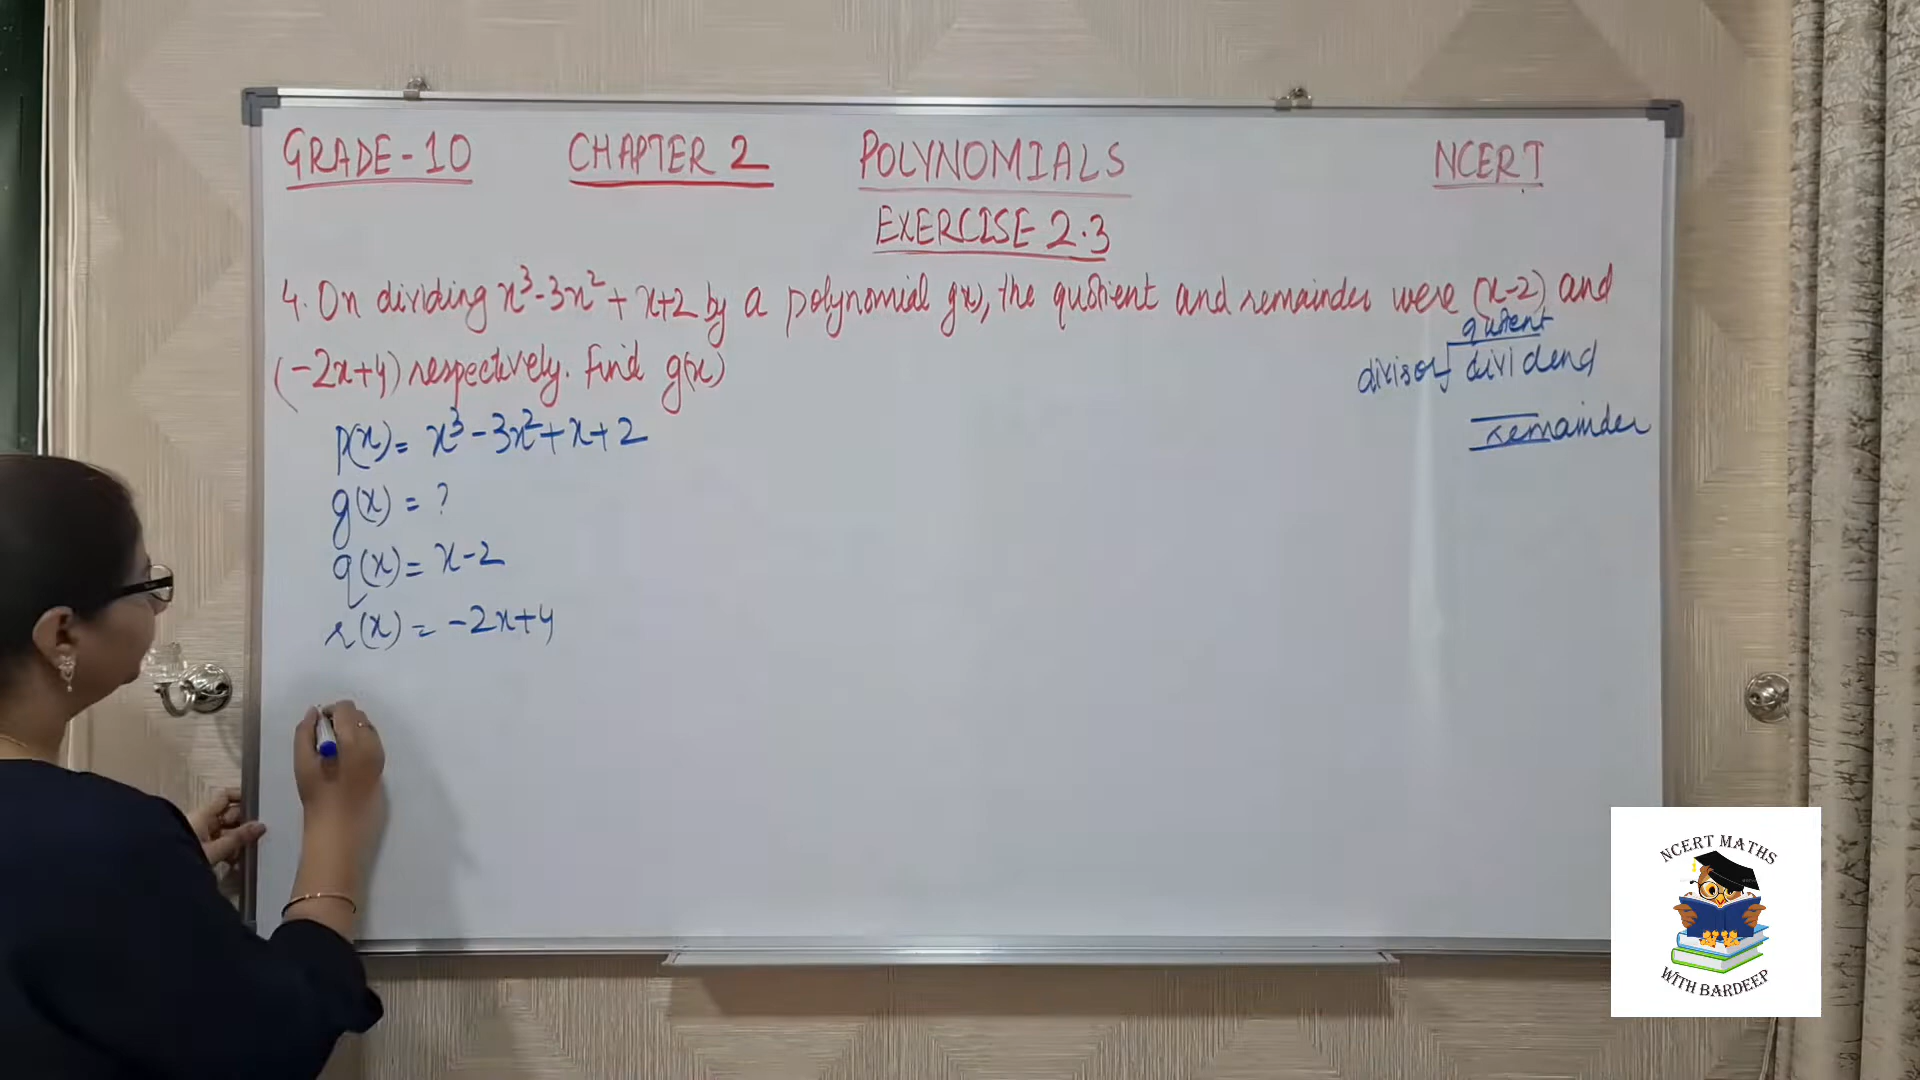 GRADE-10 CHAPTER 2 POLYNOMIALS NCERT
EXERCISE 2.3
4. On dividing x³-3x²+x+2 by a polynomial g(x), the quotient and remainder were (x-2) and
(-2x+4) respectively. Find g(x)
quotient
divisor dividend
remainder
p(x) = x³-3x²+x+2
g(x) = ?
q(x) = x-2
r(x) = -2x+4
NCERT MATHS
WITH BARDEEP